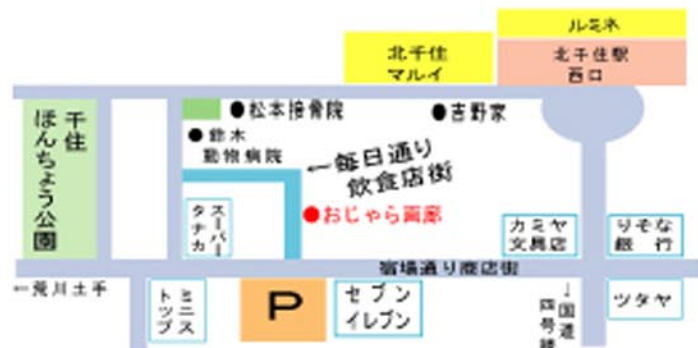 ルミネ
北千住
マルイ
北千住駅
西口
千住
ほんちょう公園
●松本接骨院
●吉野家
●鈴木
動物病院
←毎日通り
飲食店街
スーパー
タナカ
●おじゃら画廊
カミヤ
文具店
りそな
銀行
宿場通り商店街
←荒川土手
ミニス
トップ
P
セブン
イレブン
↓国道
四号線
ツタヤ